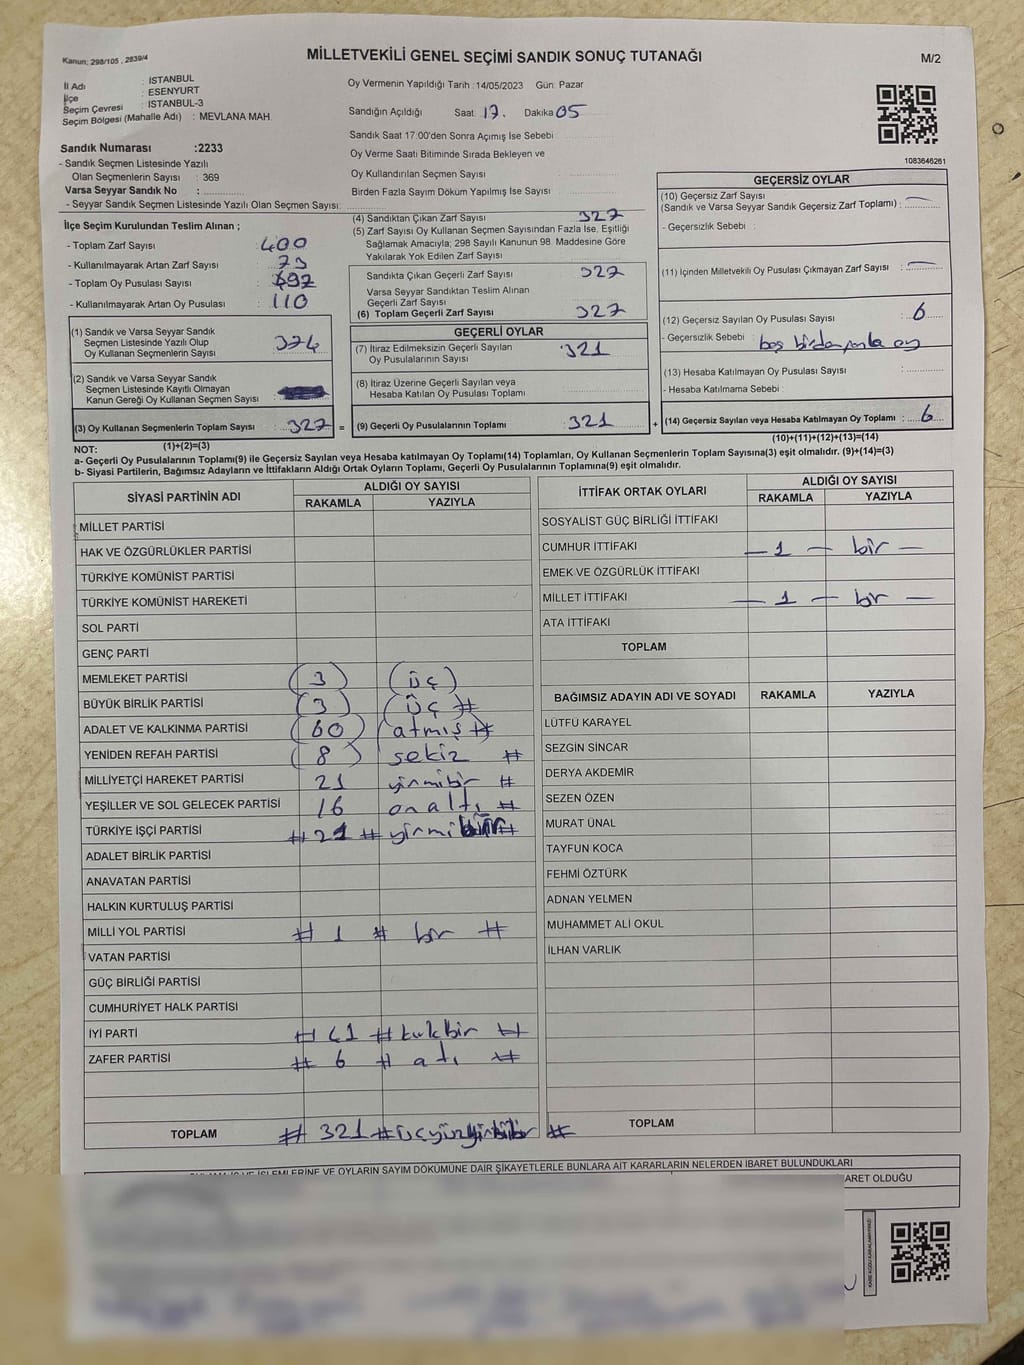 Kanun; 298/105 , 2839/4
MİLLETVEKİLİ GENEL SEÇİMİ SANDIK SONUÇ TUTANAĞI
M/2
İl Adı : İSTANBUL
İlçe : ESENYURT
Seçim Çevresi : İSTANBUL-3
Seçim Bölgesi (Mahalle Adı) : MEVLANA MAH.
Sandık Numarası :2233
- Sandık Seçmen Listesinde Yazılı
Olan Seçmenlerin Sayısı : 369
Varsa Seyyar Sandık No :
- Seyyar Sandık Seçmen Listesinde Yazılı Olan Seçmen Sayısı:
Oy Vermenin Yapıldığı Tarih : 14/05/2023 Gün: Pazar
Sandığın Açıldığı Saat 17. Dakika 05
Sandık Saat 17:00'den Sonra Açımış İse Sebebi
Oy Verme Saati Bitiminde Sırada Bekleyen ve
Oy Kullandırılan Seçmen Sayısı
Birden Fazla Sayım Döküm Yapılmış İse Sayısı
1083646261
İlçe Seçim Kurulundan Teslim Alınan ;
- Toplam Zarf Sayısı : 400
- Kullanılmayarak Artan Zarf Sayısı : 73
- Toplam Oy Pusulası Sayısı : 437
- Kullanılmayarak Artan Oy Pusulası : 110
(1) Sandık ve Varsa Seyyar Sandık
Seçmen Listesinde Yazılı Olup
Oy Kullanan Seçmenlerin Sayısı : 324
(2) Sandık ve Varsa Seyyar Sandık
Seçmen Listesinde Kayıtlı Olmayan
Kanun Gereği Oy Kullanan Seçmen Sayısı :
(3) Oy Kullanan Seçmenlerin Toplam Sayısı : 327 =
(4) Sandıktan Çıkan Zarf Sayısı 327
(5) Zarf Sayısı Oy Kullanan Seçmen Sayısından Fazla İse, Eşitliği
Sağlamak Amacıyla; 298 Sayılı Kanunun 98 Maddesine Göre
Yakılarak Yok Edilen Zarf Sayısı
Sandıkta Çıkan Geçerli Zarf Sayısı 327
Varsa Seyyar Sandıktan Teslim Alınan
Geçerli Zarf Sayısı
(6) Toplam Geçerli Zarf Sayısı 327
GEÇERLİ OYLAR
(7) İtiraz Edilmeksizin Geçerli Sayılan
Oy Pusulalarının Sayısı 321
(8) İtiraz Üzerine Geçerli Sayılan veya
Hesaba Katılan Oy Pusulası Toplamı
(9) Geçerli Oy Pusulalarının Toplamı 321 +
GEÇERSİZ OYLAR
(10) Geçersiz Zarf Sayısı
(Sandık ve Varsa Seyyar Sandık Geçersiz Zarf Toplamı) : —
- Geçersizlik Sebebi :
(11) İçinden Milletvekili Oy Pusulası Çıkmayan Zarf Sayısı : —
(12) Geçersiz Sayılan Oy Pusulası Sayısı : 6
- Geçersizlik Sebebi : boş birden fazla oy
(13) Hesaba Katılmayan Oy Pusulası Sayısı :
- Hesaba Katılmama Sebebi :
(14) Geçersiz Sayılan veya Hesaba Katılmayan Oy Toplamı : 6
(1)+(2)=(3)
(10)+(11)+(12)+(13)=(14)
NOT:
a- Geçerli Oy Pusulalarının Toplamı(9) ile Geçersiz Sayılan veya Hesaba katılmayan Oy Toplamı(14) Toplamları, Oy Kullanan Seçmenlerin Toplam Sayısına(3) eşit olmalıdır. (9)+(14)=(3)
b- Siyasi Partilerin, Bağımsız Adayların ve İttifakların Aldığı Ortak Oyların Toplamı, Geçerli Oy Pusulalarının Toplamına(9) eşit olmalıdır.
SİYASİ PARTİNİN ADI ALDIĞI OY SAYISI
RAKAMLA YAZIYLA
MİLLET PARTİSİ
HAK VE ÖZGÜRLÜKLER PARTİSİ
TÜRKİYE KOMÜNİST PARTİSİ
TÜRKİYE KOMÜNİST HAREKETİ
SOL PARTİ
GENÇ PARTİ
MEMLEKET PARTİSİ (3) (üç)
BÜYÜK BİRLİK PARTİSİ (3) (üç #
ADALET VE KALKINMA PARTİSİ (60) (atmış #
YENİDEN REFAH PARTİSİ (8) sekiz #
MİLLİYETÇİ HAREKET PARTİSİ 21 yirmibir #
YEŞİLLER VE SOL GELECEK PARTİSİ 16 onaltı #
TÜRKİYE İŞÇİ PARTİSİ # 21 # yirmibir #
ADALET BİRLİK PARTİSİ
ANAVATAN PARTİSİ
HALKIN KURTULUŞ PARTİSİ
MİLLİ YOL PARTİSİ # 1 # bir #
VATAN PARTİSİ
GÜÇ BİRLİĞİ PARTİSİ
CUMHURİYET HALK PARTİSİ
İYİ PARTİ # 41 # kırkbir #
ZAFER PARTİSİ # 6 # altı #
TOPLAM # 321 # üçyüzyirmibir #
İTTİFAK ORTAK OYLARI ALDIĞI OY SAYISI
RAKAMLA YAZIYLA
SOSYALİST GÜÇ BİRLİĞİ İTTİFAKI
CUMHUR İTTİFAKI — 1 — bir —
EMEK VE ÖZGÜRLÜK İTTİFAKI
MİLLET İTTİFAKI — 1 — bir —
ATA İTTİFAKI
TOPLAM
BAĞIMSIZ ADAYIN ADI VE SOYADI RAKAMLA YAZIYLA
LÜTFÜ KARAYEL
SEZGİN SİNCAR
DERYA AKDEMİR
SEZEN ÖZEN
MURAT ÜNAL
TAYFUN KOCA
FEHMİ ÖZTÜRK
ADNAN YELMEN
MUHAMMET ALİ OKUL
İLHAN VARLIK
TOPLAM
İŞLEMLERİNE VE OYLARIN SAYIM DÖKÜMÜNE DAİR ŞİKAYETLERLE BUNLARA AİT KARARLARIN NELERDEN İBARET BULUNDUKLARI
ARET OLDUĞU